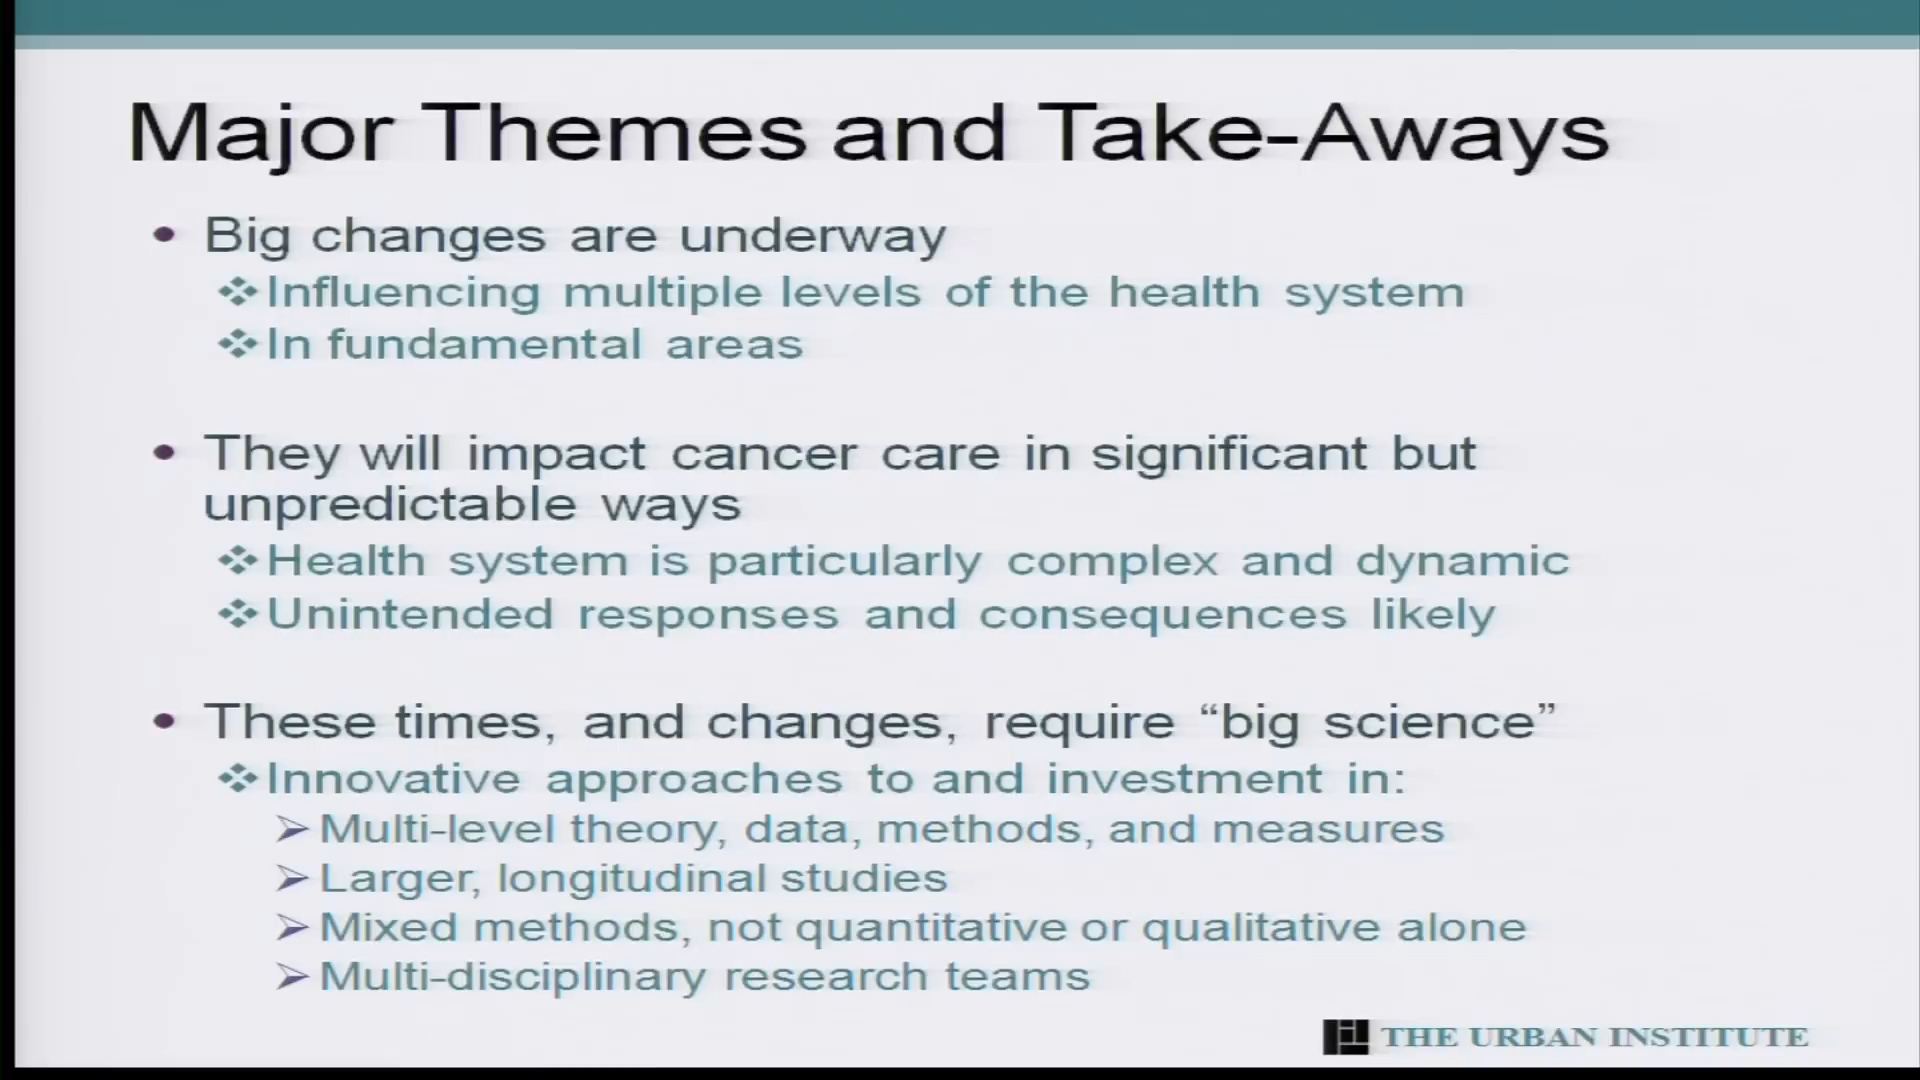 Major Themes and Take-Aways
• Big changes are underway
❖Influencing multiple levels of the health system
❖In fundamental areas
• They will impact cancer care in significant but
unpredictable ways
❖Health system is particularly complex and dynamic
❖Unintended responses and consequences likely
• These times, and changes, require “big science”
❖Innovative approaches to and investment in:
➢Multi-level theory, data, methods, and measures
➢Larger, longitudinal studies
➢Mixed methods, not quantitative or qualitative alone
➢Multi-disciplinary research teams
THE URBAN INSTITUTE